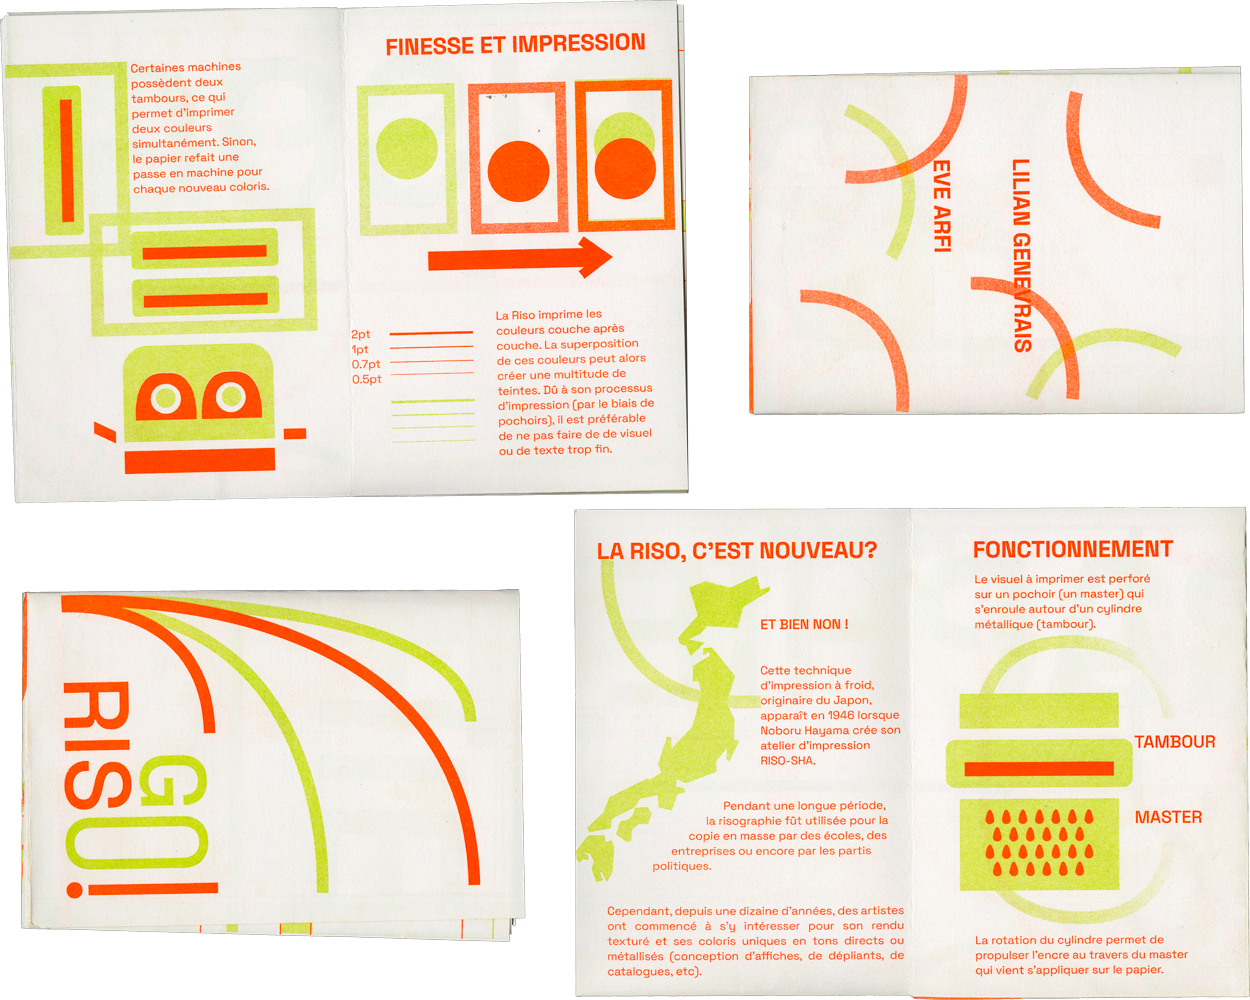 Certaines machines
possèdent deux
tambours, ce qui
permet d'imprimer
deux couleurs
simultanément. Sinon,
le papier refait une
passe en machine pour
chaque nouveau coloris.
FINESSE ET IMPRESSION
2pt
1pt
0.7pt
0.5pt
La Riso imprime les
couleurs couche après
couche. La superposition
de ces couleurs peut alors
créer une multitude de
teintes. Dû à son processus
d'impression (par le biais de
pochoirs), il est préférable
de ne pas faire de de visuel
ou de texte trop fin.
EVE ARFI
LILIAN GENEVRAIS
RISO
GO!
LA RISO, C'EST NOUVEAU?
ET BIEN NON !
Cette technique
d'impression à froid,
originaire du Japon,
apparaît en 1946 lorsque
Noboru Hayama crée son
atelier d'impression
RISO-SHA.
Pendant une longue période,
la risographie fût utilisée pour la
copie en masse par des écoles, des
entreprises ou encore par les partis
politiques.
Cependant, depuis une dizaine d'années, des artistes
ont commencé à s'y intéresser pour son rendu
texturé et ses coloris uniques en tons directs ou
métallisés (conception d'affiches, de dépliants, de
catalogues, etc).
FONCTIONNEMENT
Le visuel à imprimer est perforé
sur un pochoir (un master) qui
s'enroule autour d'un cylindre
métallique (tambour).
TAMBOUR
MASTER
La rotation du cylindre permet de
propulser l'encre au travers du master
qui vient s'appliquer sur le papier.